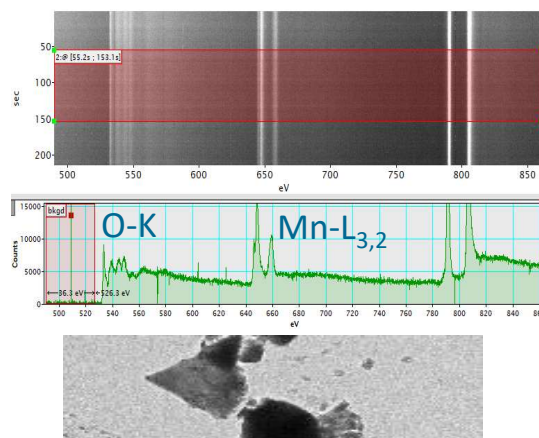 50
100
150
200
sec
2:@ [55.2s ; 153.1s]
500 550 600 650 700 750 800 850
eV
15000
10000
5000
0
Counts
bkgd
O-K
Mn-L3,2
36.3 eV
526.3 eV
490 500 510 520 530 540 550 560 570 580 590 600 610 620 630 640 650 660 670 680 690 700 710 720 730 740 750 760 770 780 790 800 810 820 830 840 850 86
eV